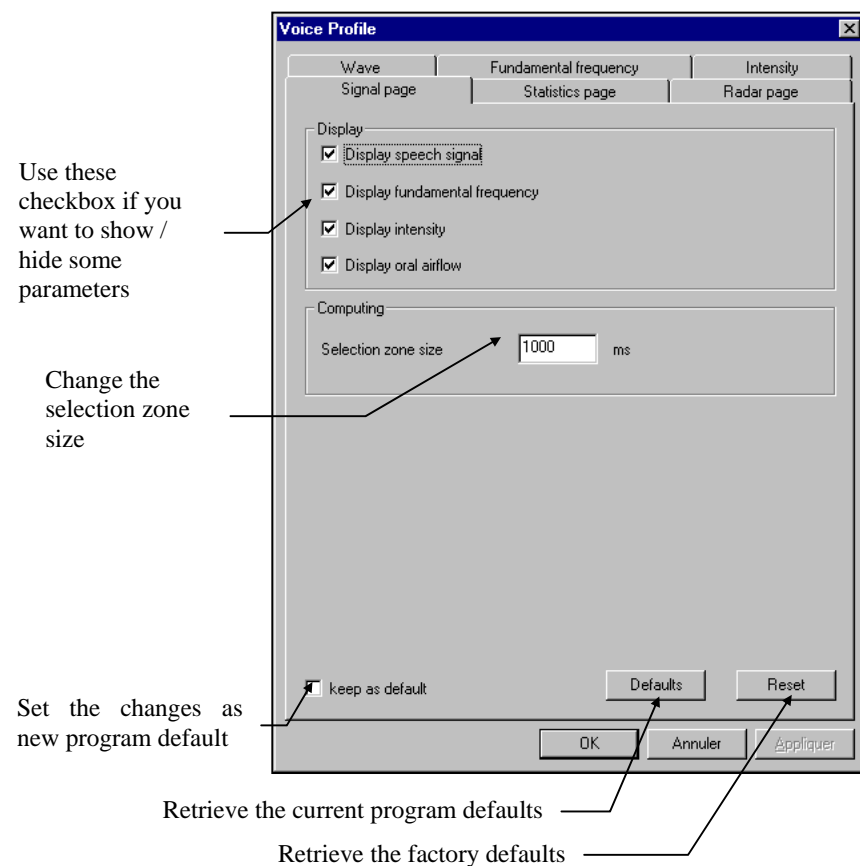 Voice Profile
Wave
Fundamental frequency
Intensity
Signal page
Statistics page
Radar page
Display
Display speech signal
Display fundamental frequency
Display intensity
Display oral airflow
Use these
checkbox if you
want to show /
hide some
parameters
Computing
Selection zone size 1000 ms
Change the
selection zone
size
keep as default
Defaults
Reset
Set the changes as
new program default
OK
Annuler
Appliquer
Retrieve the current program defaults
Retrieve the factory defaults